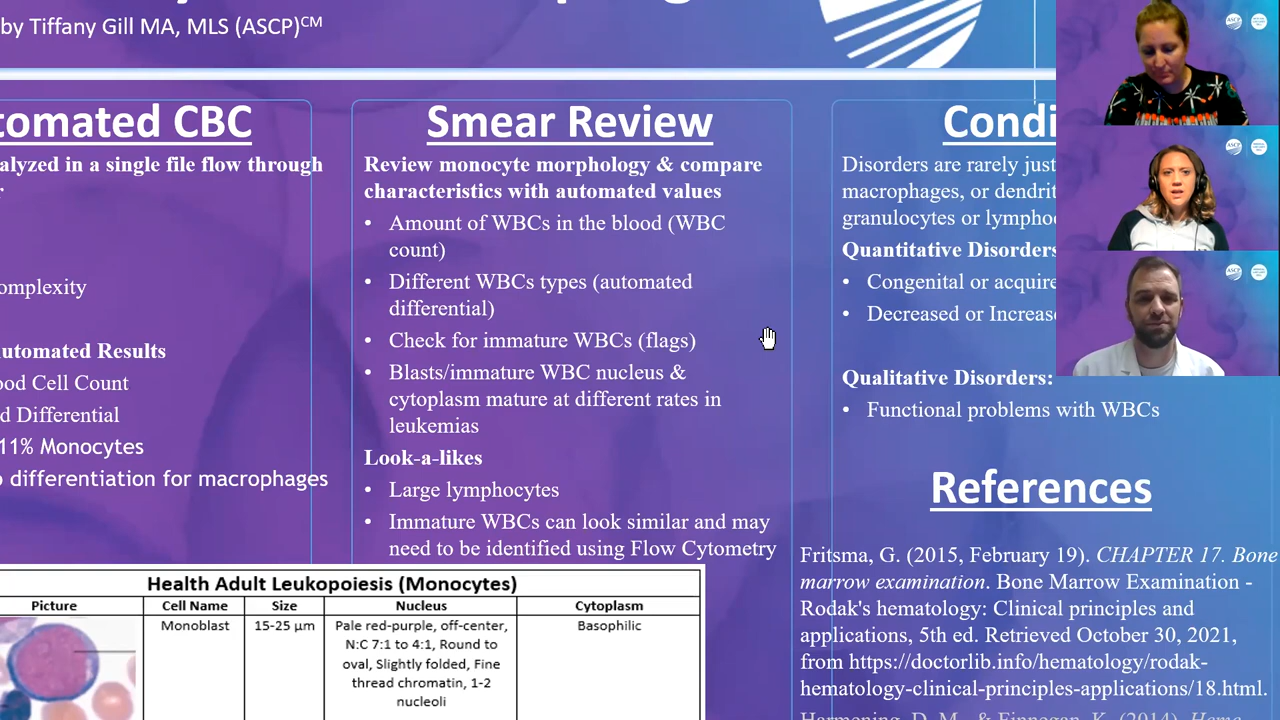 by Tiffany Gill MA, MLS (ASCP)CM
tomated CBC
alyzed in a single file flow through
r
omplexity
utomated Results
ood Cell Count
d Differential
11% Monocytes
o differentiation for macrophages
Smear Review
Review monocyte morphology & compare
characteristics with automated values
• Amount of WBCs in the blood (WBC
count)
• Different WBCs types (automated
differential)
• Check for immature WBCs (flags)
• Blasts/immature WBC nucleus &
cytoplasm mature at different rates in
leukemias
Look-a-likes
• Large lymphocytes
• Immature WBCs can look similar and may
need to be identified using Flow Cytometry
Condi
Disorders are rarely just
macrophages, or dendrit
granulocytes or lympho
Quantitative Disorders
• Congenital or acquire
• Decreased or Increase
Qualitative Disorders:
• Functional problems with WBCs
References
Fritsma, G. (2015, February 19). CHAPTER 17. Bone
marrow examination. Bone Marrow Examination -
Rodak's hematology: Clinical principles and
applications, 5th ed. Retrieved October 30, 2021,
from https://doctorlib.info/hematology/rodak-
hematology-clinical-principles-applications/18.html.
Harmening, D. M., & Finnegan, K. (2014). Heme
Health Adult Leukopoiesis (Monocytes)
Picture Cell Name Size Nucleus Cytoplasm
Monoblast 15-25 µm Pale red-purple, off-center, Basophilic
N:C 7:1 to 4:1, Round to
oval, Slightly folded, Fine
thread chromatin, 1-2
nucleoli
ASCP
ASCP
ASCP